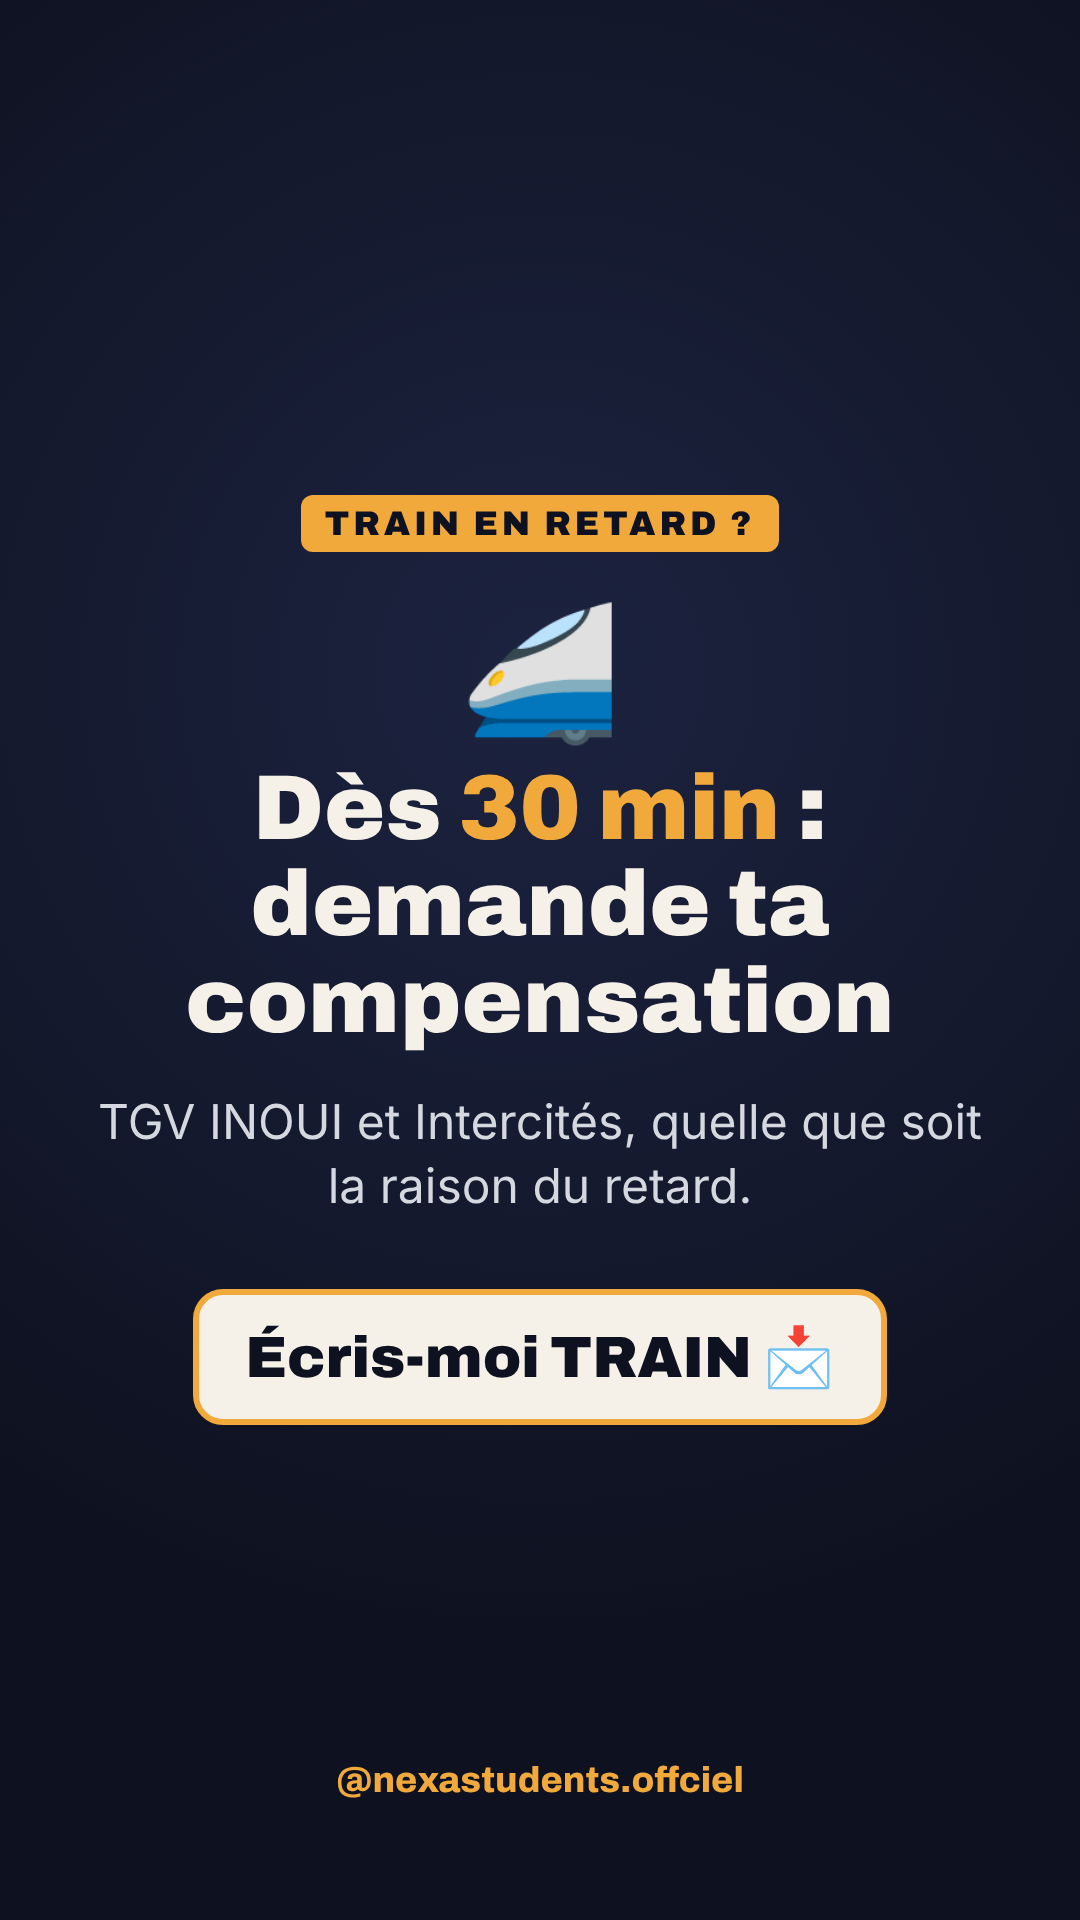 TRAIN EN RETARD ?
Dès 30 min :
demande ta
compensation
TGV INOUI et Intercités, quelle que soit
la raison du retard.
Écris-moi TRAIN
@nexastudents.offciel